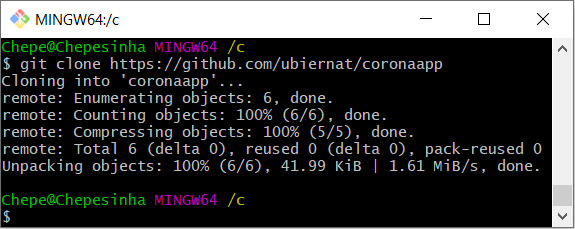 MINGW64:/c
Chepe@Chepesinha MINGW64 /c
$ git clone https://github.com/ubiernat/coronaapp
Cloning into 'coronaapp'...
remote: Enumerating objects: 6, done.
remote: Counting objects: 100% (6/6), done.
remote: Compressing objects: 100% (5/5), done.
remote: Total 6 (delta 0), reused 0 (delta 0), pack-reused 0
Unpacking objects: 100% (6/6), 41.99 KiB | 1.61 MiB/s, done.
Chepe@Chepesinha MINGW64 /c
$